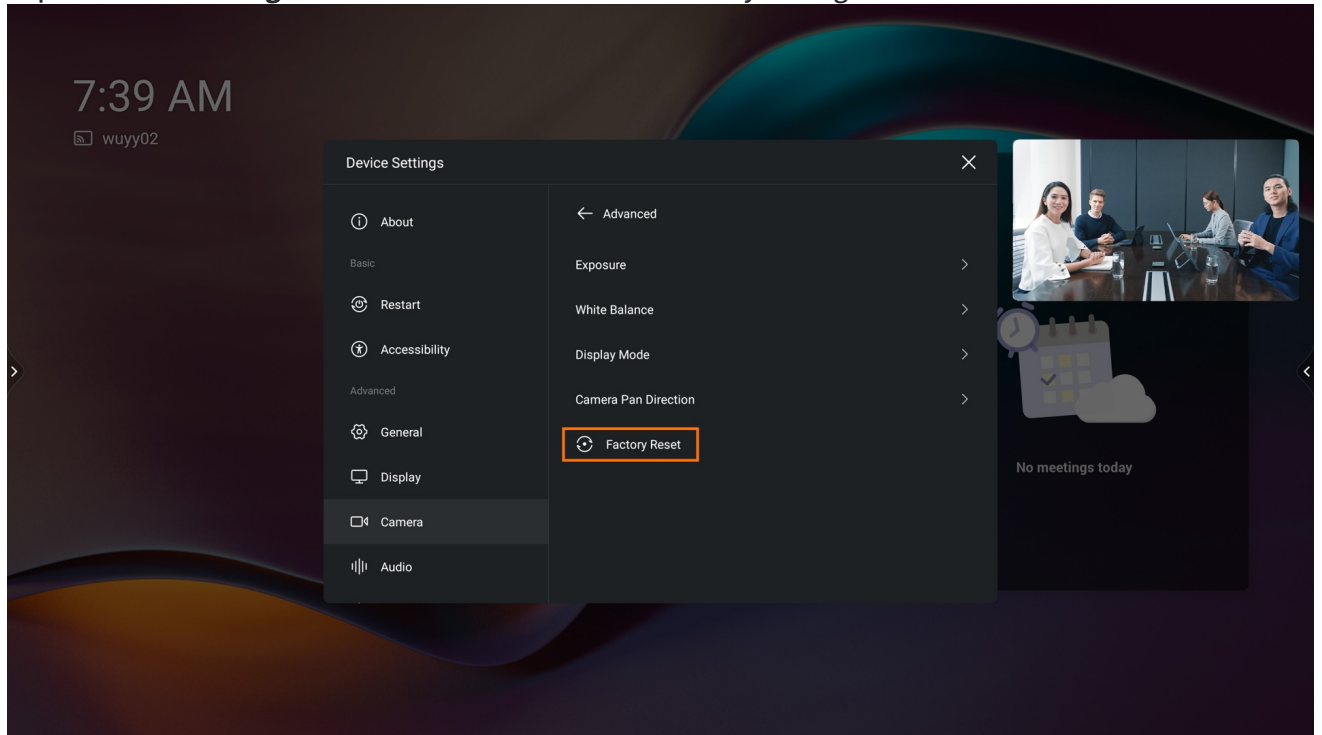 7:39 AM
wuyy02
Device Settings
About
Basic
Restart
Accessibility
Advanced
General
Display
Camera
Audio
Advanced
Exposure
White Balance
Display Mode
Camera Pan Direction
Factory Reset
No meetings today